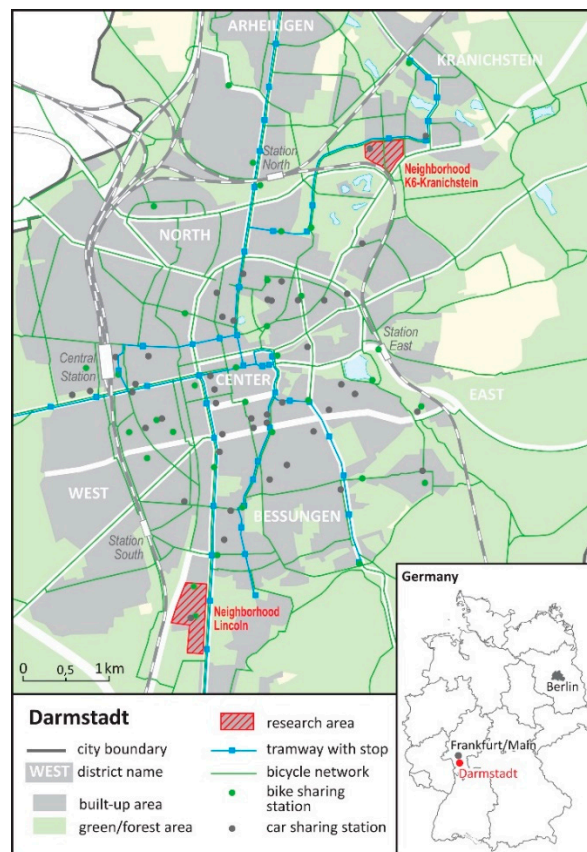 ARHEILIGEN
KRANICHSTEIN
Station
North
Neighborhood
K6-Kranichstein
NORTH
Station
East
Central
Station
CENTER
EAST
WEST
BESSUNGEN
Station
South
Neighborhood
Lincoln
0 0,5 1 km
Germany
Berlin
Frankfurt/Main
Darmstadt
Darmstadt
city boundary
WEST district name
built-up area
green/forest area
research area
tramway with stop
bicycle network
bike sharing
station
car sharing station